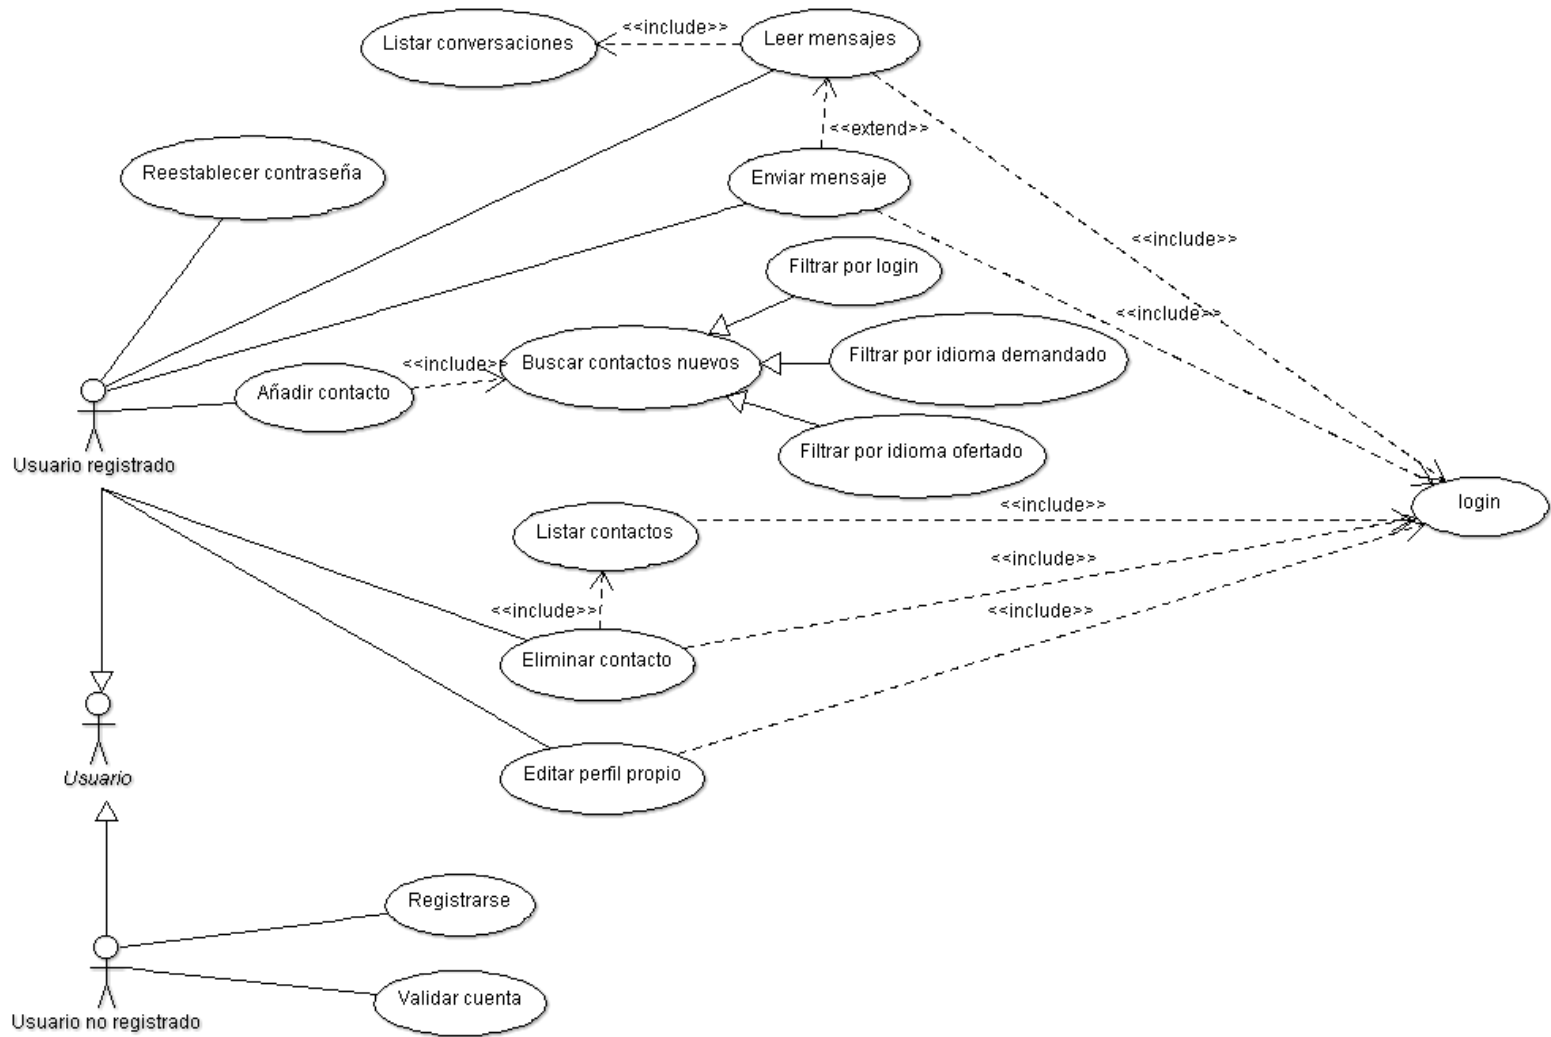 <<include>>
Listar conversaciones
Leer mensajes
<<extend>>
Reestablecer contraseña
Enviar mensaje
<<include>>
Filtrar por login
<<include>>
Buscar contactos nuevos
Filtrar por idioma demandado
<<include>
Añadir contacto
Filtrar por idioma ofertado
Usuario registrado
login
<<include>>
Listar contactos
<<include>>
<<include>>
<<include>>
Eliminar contacto
Editar perfil propio
Usuario
Registrarse
Validar cuenta
Usuario no registrado